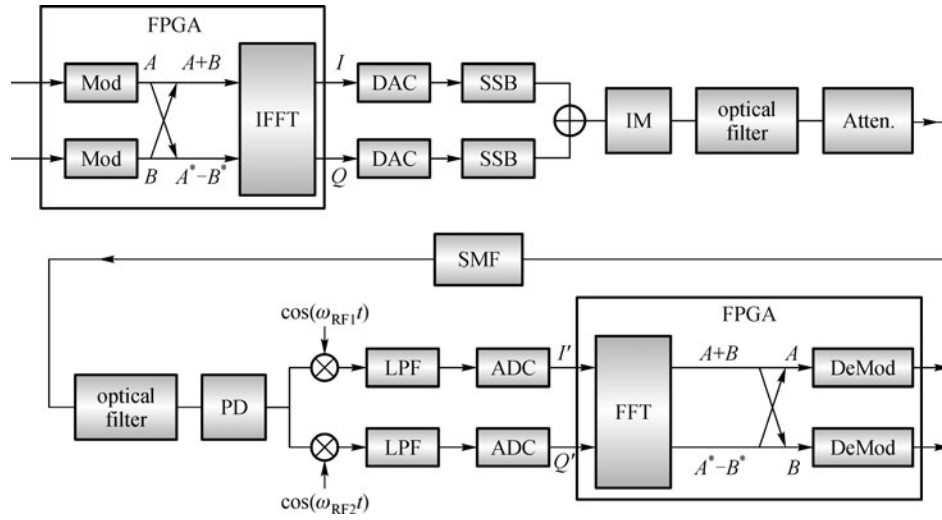 FPGA
Mod A A+B IFFT I DAC SSB
IM optical filter Atten.
Mod B A*−B* Q DAC SSB
SMF
cos(ωRF1t)
FPGA
optical filter PD
LPF ADC I′ FFT A+B A DeMod
LPF ADC Q′ A*−B* B DeMod
cos(ωRF2t)